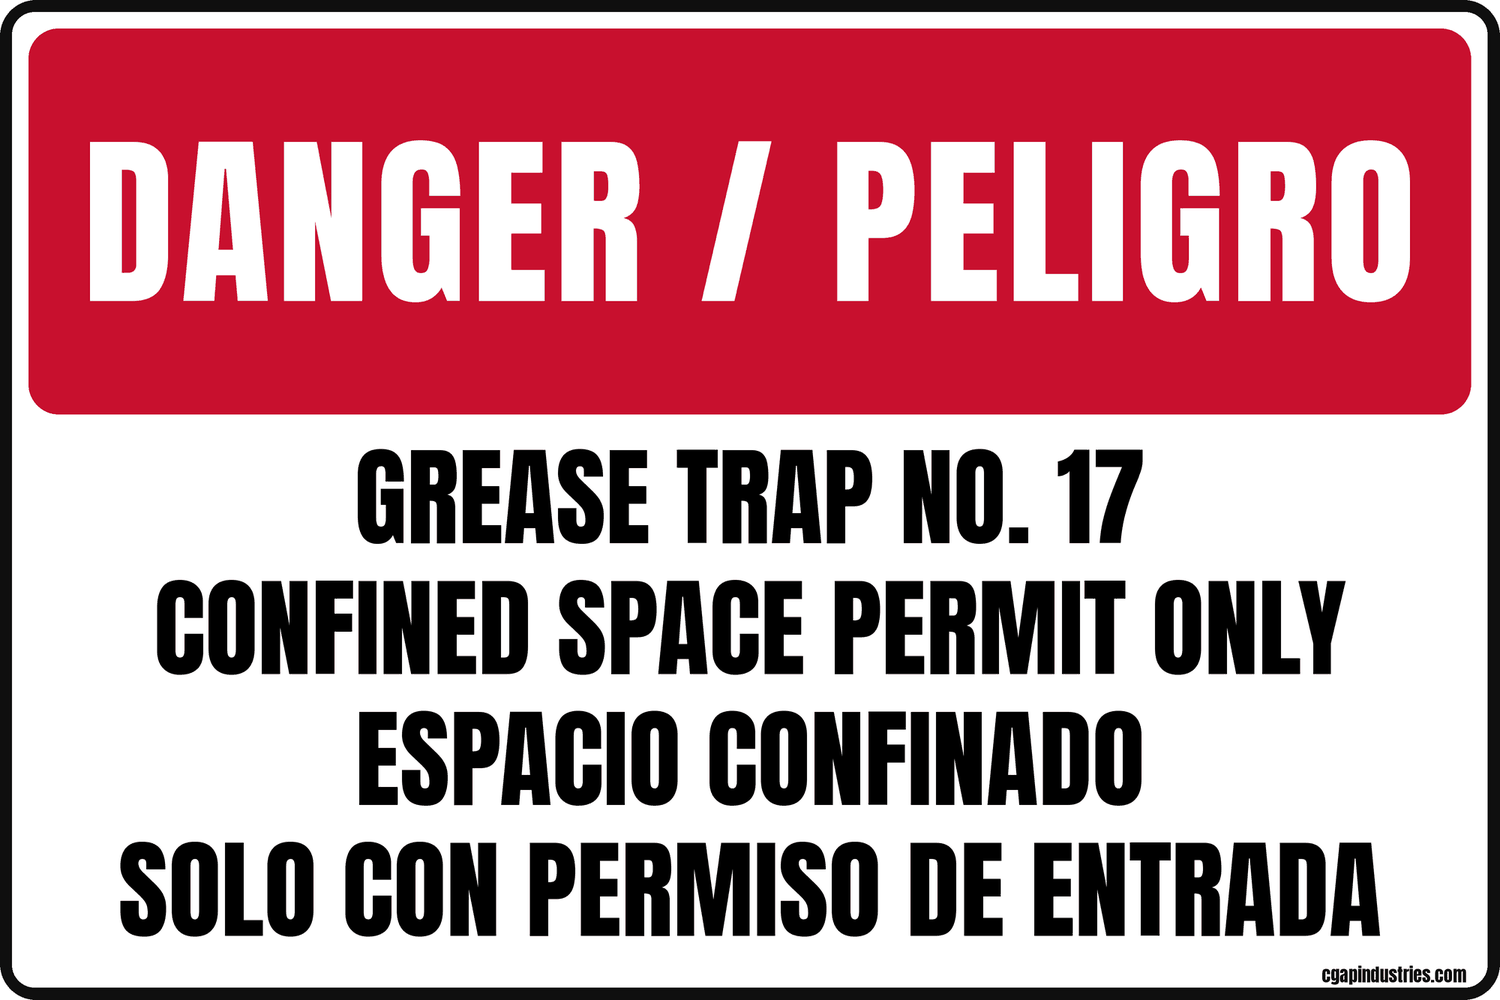 DANGER / PELIGRO
GREASE TRAP NO. 17
CONFINED SPACE PERMIT ONLY
ESPACIO CONFINADO
SOLO CON PERMISO DE ENTRADA
cgapindustries.com